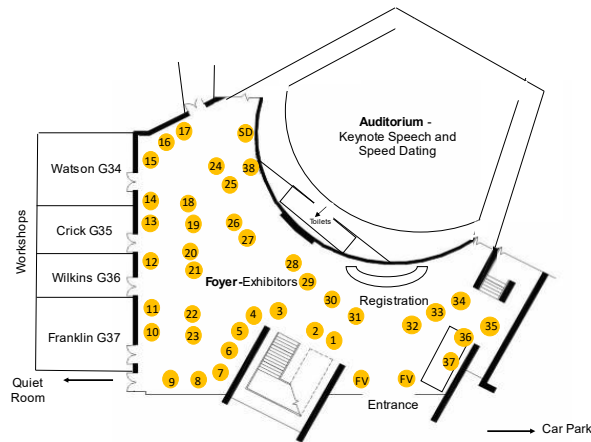 Auditorium -
Keynote Speech and
Speed Dating
17
SD
16
15
24
38
Watson G34
25
14
18
13
19
26
Toilets
Crick G35
27
Workshops
20
12
21
28
Wilkins G36
Foyer-Exhibitors
29
Registration
30
34
11
22
4
3
31
33
Franklin G37
10
23
5
2
1
32
35
36
6
37
Quiet
Room
9
8
7
FV
FV
Entrance
Car Park